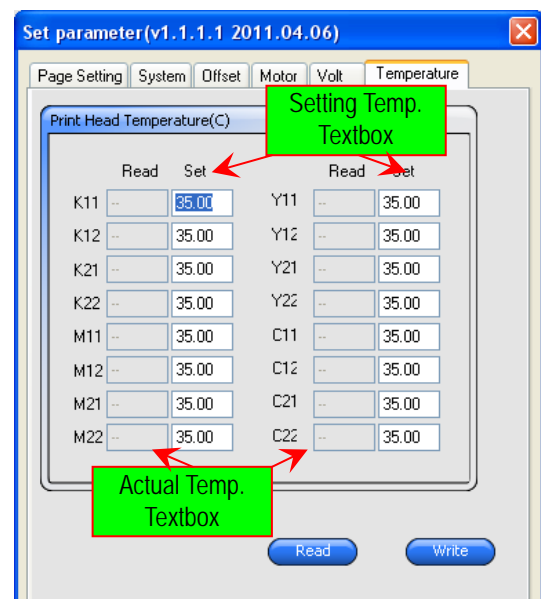 Set parameter(v1.1.1.1 2011.04.06)
Page Setting System Offset Motor Volt Temperature
Setting Temp.
Textbox
Print Head Temperature(C)
Read Set Read Set
K11 -- 35.00 Y11 -- 35.00
K12 -- 35.00 Y12 -- 35.00
K21 -- 35.00 Y21 -- 35.00
K22 -- 35.00 Y22 -- 35.00
M11 -- 35.00 C11 -- 35.00
M12 -- 35.00 C12 -- 35.00
M21 -- 35.00 C21 -- 35.00
M22 -- 35.00 C22 -- 35.00
Actual Temp.
Textbox
Read Write